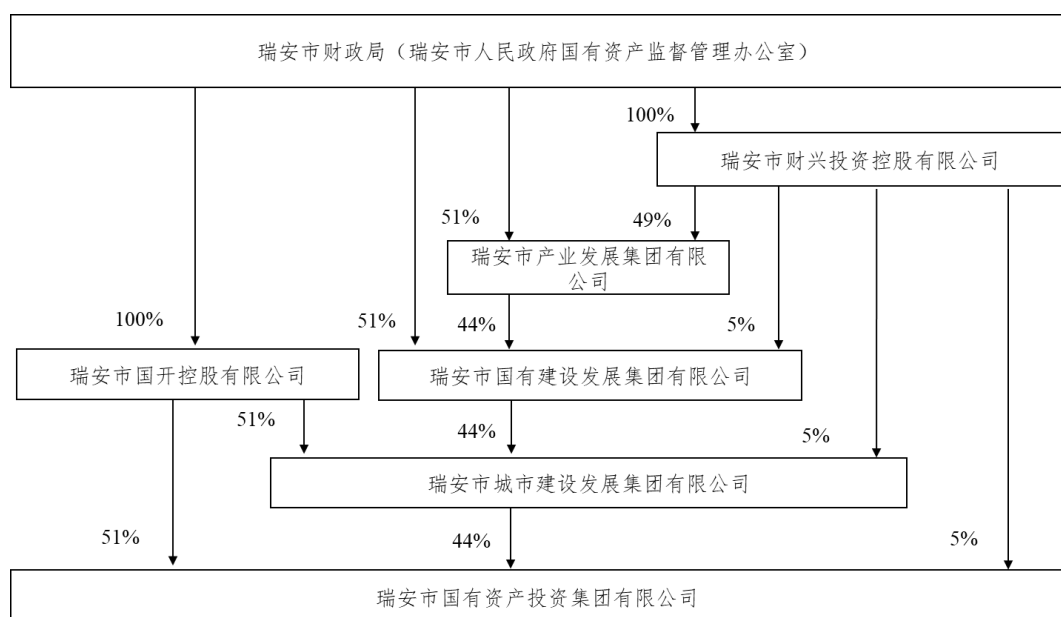 瑞安市财政局（瑞安市人民政府国有资产监督管理办公室）
100%
瑞安市财兴投资控股有限公司
51%
49%
瑞安市产业发展集团有限
公司
100%
51%
44%
5%
瑞安市国开控股有限公司
瑞安市国有建设发展集团有限公司
51%
44%
5%
瑞安市城市建设发展集团有限公司
51%
44%
5%
瑞安市国有资产投资集团有限公司